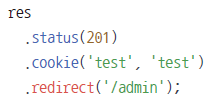 res
  .status(201)
  .cookie('test', 'test')
  .redirect('/admin');